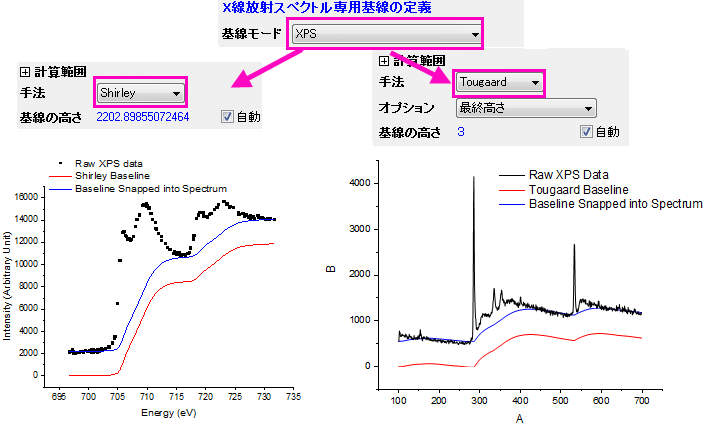 X線放射スペクトル専用基線の定義
基線モード XPS
計算範囲
手法 Shirley
基線の高さ 2202.89855072464 自動
計算範囲
手法 Tougaard
オプション 最終高さ
基線の高さ 3 自動
Raw XPS data
Shirley Baseline
Baseline Snapped into Spectrum
16000
14000
12000
10000
8000
6000
4000
2000
0
Intensity (Arbitrary Unit)
695 700 705 710 715 720 725 730 735
Energy (eV)
Raw XPS Data
Tougaard Baseline
Baseline Snapped into Spectrum
4000
3000
2000
1000
0
B
100 200 300 400 500 600 700
A